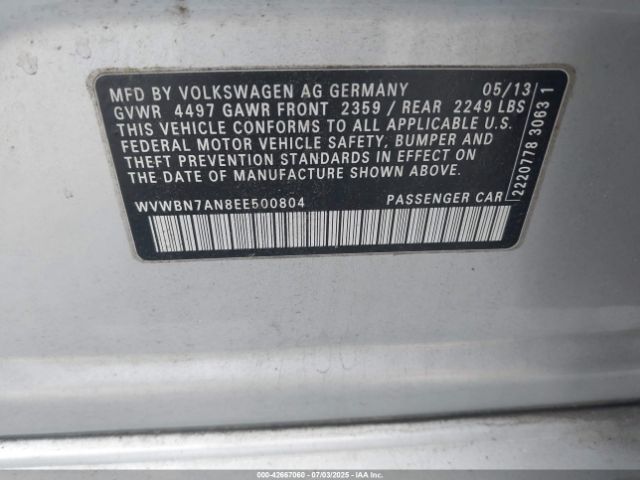 MFD BY VOLKSWAGEN AG GERMANY 05/13
GVWR 4497 GAWR FRONT 2359 / REAR 2249 LBS
THIS VEHICLE CONFORMS TO ALL APPLICABLE U.S.
FEDERAL MOTOR VEHICLE SAFETY, BUMPER AND
THEFT PREVENTION STANDARDS IN EFFECT ON
THE DATE OF MANUFACTURE SHOWN ABOVE.
WVWBN7AN8EE500804 PASSENGER CAR
2220778 3063 1
000-42667060 | 07/03/2025 | IAA Inc.